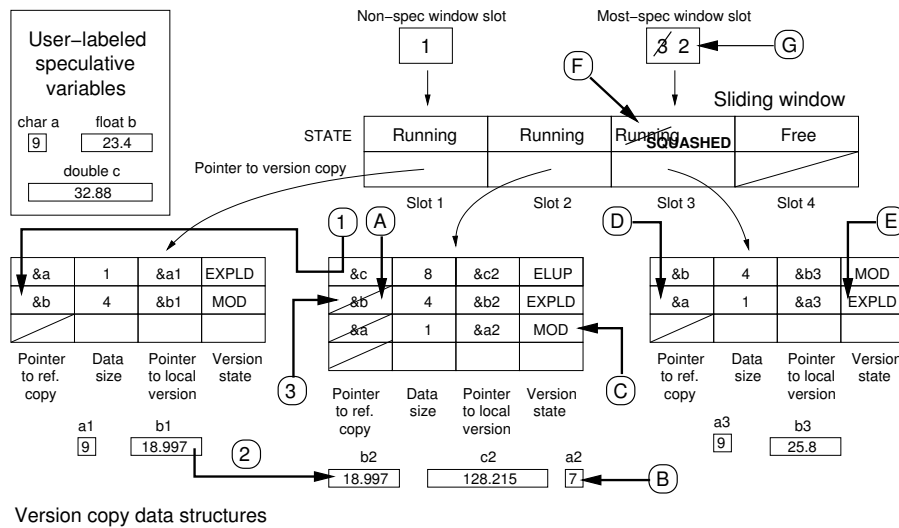 Non-spec window slot
Most-spec window slot
User-labeled
speculative
variables
char a
float b
9
23.4
double c
32.88
1
3 2
G
F
Sliding window
STATE
Running
Running
Running
SQUASHED
Free
Pointer to version copy
Slot 1
Slot 2
Slot 3
Slot 4
1
A
D
E
&a 1 &a1 EXPLD
&b 4 &b1 MOD
Pointer to ref. copy
Data size
Pointer to local version
Version state
&c 8 &c2 ELUP
&b 4 &b2 EXPLD
&a 1 &a2 MOD
3
C
Pointer to ref. copy
Data size
Pointer to local version
Version state
&b 4 &b3 MOD
&a 1 &a3 EXPLD
Pointer to ref. copy
Data size
Pointer to local version
Version state
a1
9
b1
18.997
2
b2
18.997
c2
128.215
a2
7
B
a3
9
b3
25.8
Version copy data structures